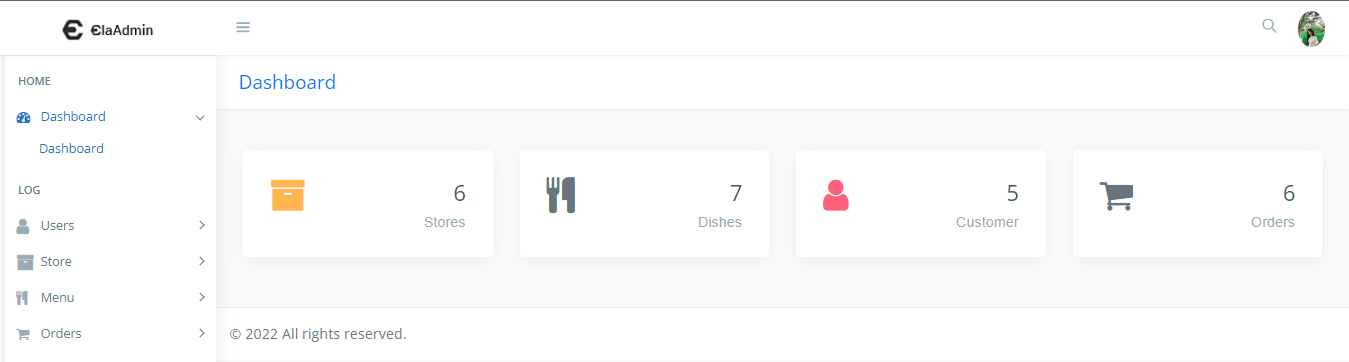 ЄlaAdmin
HOME
Dashboard
Dashboard
LOG
Users
Store
Menu
Orders
Dashboard
6
Stores
7
Dishes
5
Customer
6
Orders
© 2022 All rights reserved.